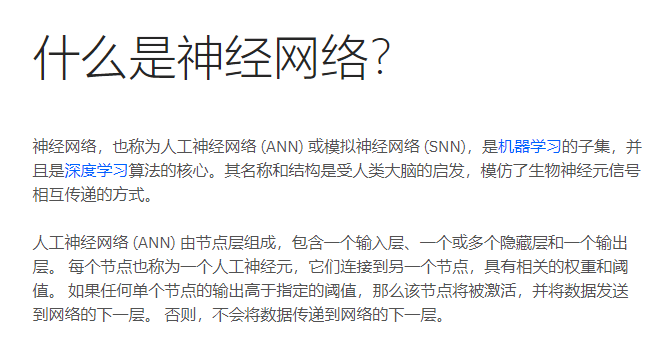 什么是神经网络?
神经网络，也称为人工神经网络 (ANN) 或模拟神经网络 (SNN)，是机器学习的子集，并
且是深度学习算法的核心。其名称和结构是受人类大脑的启发，模仿了生物神经元信号
相互传递的方式。
人工神经网络 (ANN) 由节点层组成，包含一个输入层、一个或多个隐藏层和一个输出
层。 每个节点也称为一个人工神经元，它们连接到另一个节点，具有相关的权重和阈
值。 如果任何单个节点的输出高于指定的阈值，那么该节点将被激活，并将数据发送
到网络的下一层。 否则，不会将数据传递到网络的下一层。